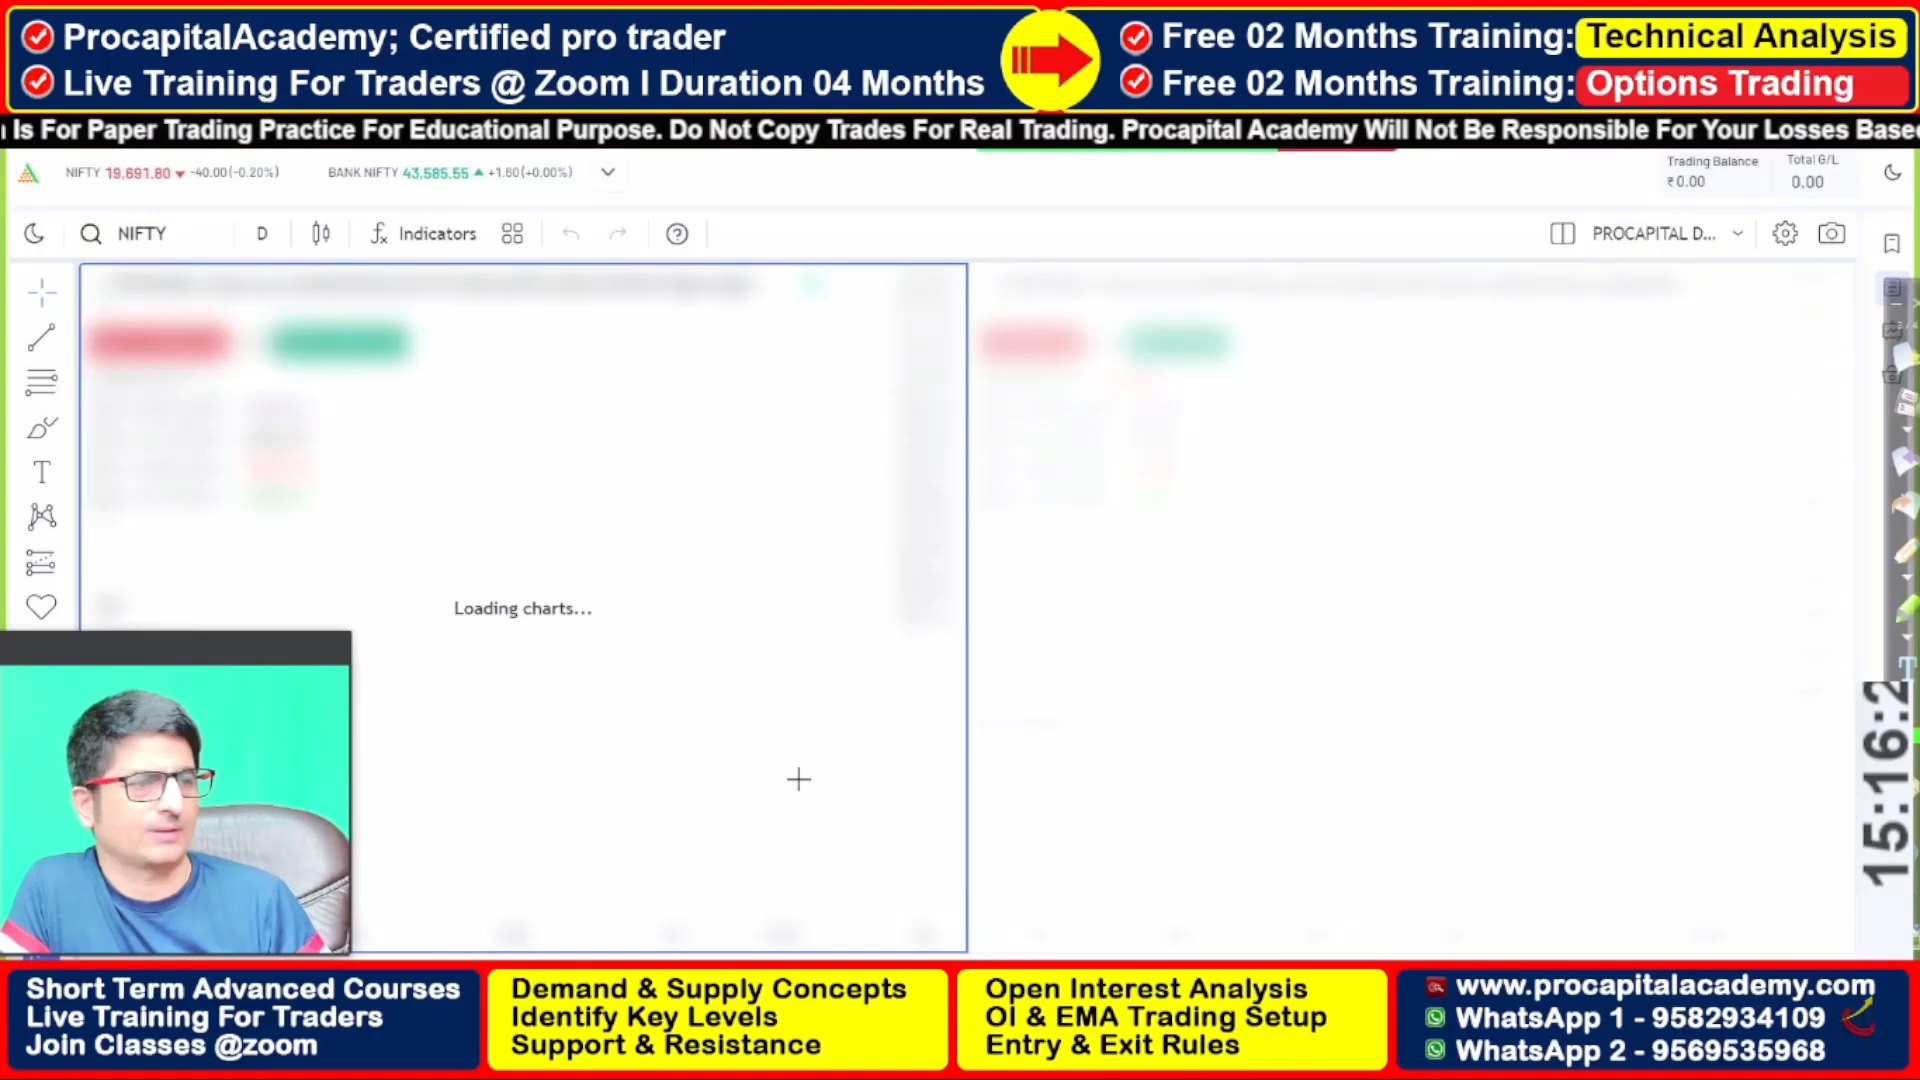 ProcapitalAcademy; Certified pro trader
Live Training For Traders @ Zoom I Duration 04 Months
Free 02 Months Training: Technical Analysis
Free 02 Months Training: Options Trading
Is For Paper Trading Practice For Educational Purpose. Do Not Copy Trades For Real Trading. Procapital Academy Will Not Be Responsible For Your Losses Base
NIFTY 19,691.80 ▼ -40.00(-0.20%)
BANK NIFTY 43,585.55 ▲ +1.60(+0.00%)
Trading Balance
₹0.00
Total G/L
0.00
NIFTY
D
Indicators
PROCAPITAL D...
Loading charts...
15:16:2
Short Term Advanced Courses
Live Training For Traders
Join Classes @zoom
Demand & Supply Concepts
Identify Key Levels
Support & Resistance
Open Interest Analysis
OI & EMA Trading Setup
Entry & Exit Rules
www.procapitalacademy.com
WhatsApp 1 - 9582934109
WhatsApp 2 - 9569535968